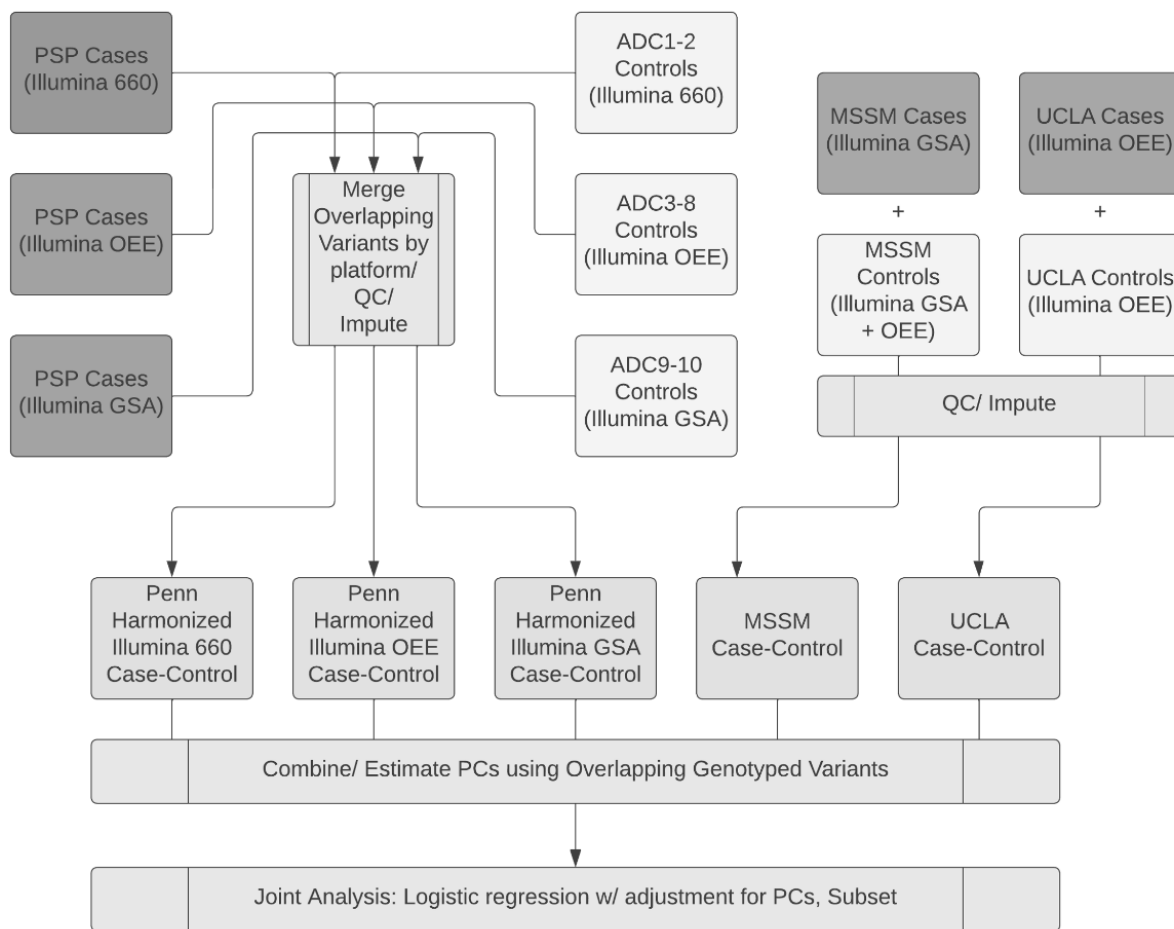 PSP Cases
(Illumina 660)
ADC1-2
Controls
(Illumina 660)
MSSM Cases
(Illumina GSA)
UCLA Cases
(Illumina OEE)
PSP Cases
(Illumina OEE)
Merge
Overlapping
Variants by
platform/
QC/
Impute
ADC3-8
Controls
(Illumina OEE)
+
+
MSSM
Controls
(Illumina GSA
+ OEE)
UCLA Controls
(Illumina OEE)
PSP Cases
(Illumina GSA)
ADC9-10
Controls
(Illumina GSA)
QC/ Impute
Penn
Harmonized
Illumina 660
Case-Control
Penn
Harmonized
Illumina OEE
Case-Control
Penn
Harmonized
Illumina GSA
Case-Control
MSSM
Case-Control
UCLA
Case-Control
Combine/ Estimate PCs using Overlapping Genotyped Variants
Joint Analysis: Logistic regression w/ adjustment for PCs, Subset